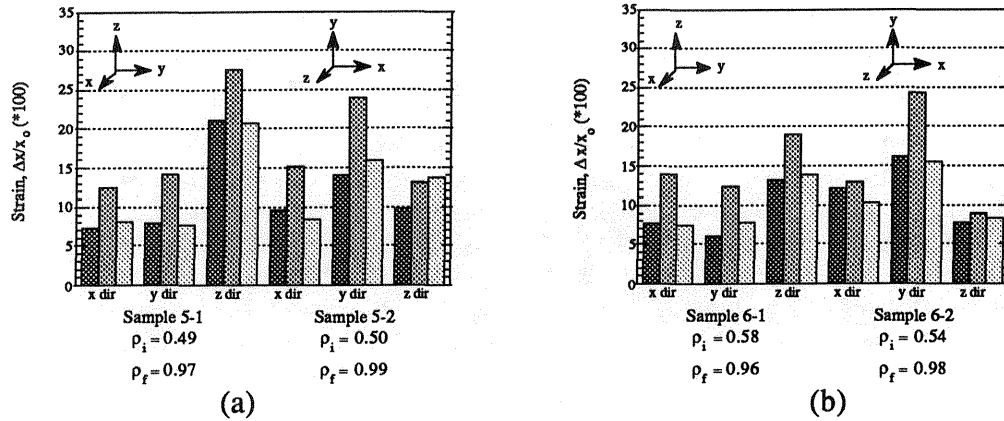 35
30
25
20
15
10
5
0
Strain, Δx/x₀ (*100)
z
x
y
y
z
x
x dir y dir z dir x dir y dir z dir
Sample 5-1 Sample 5-2
ρi = 0.49 ρi = 0.50
ρf = 0.97 ρf = 0.99
(a)
35
30
25
20
15
10
5
0
Strain, Δx/x₀ (*100)
z
x
y
y
z
x
x dir y dir z dir x dir y dir z dir
Sample 6-1 Sample 6-2
ρi = 0.58 ρi = 0.54
ρf = 0.96 ρf = 0.98
(b)